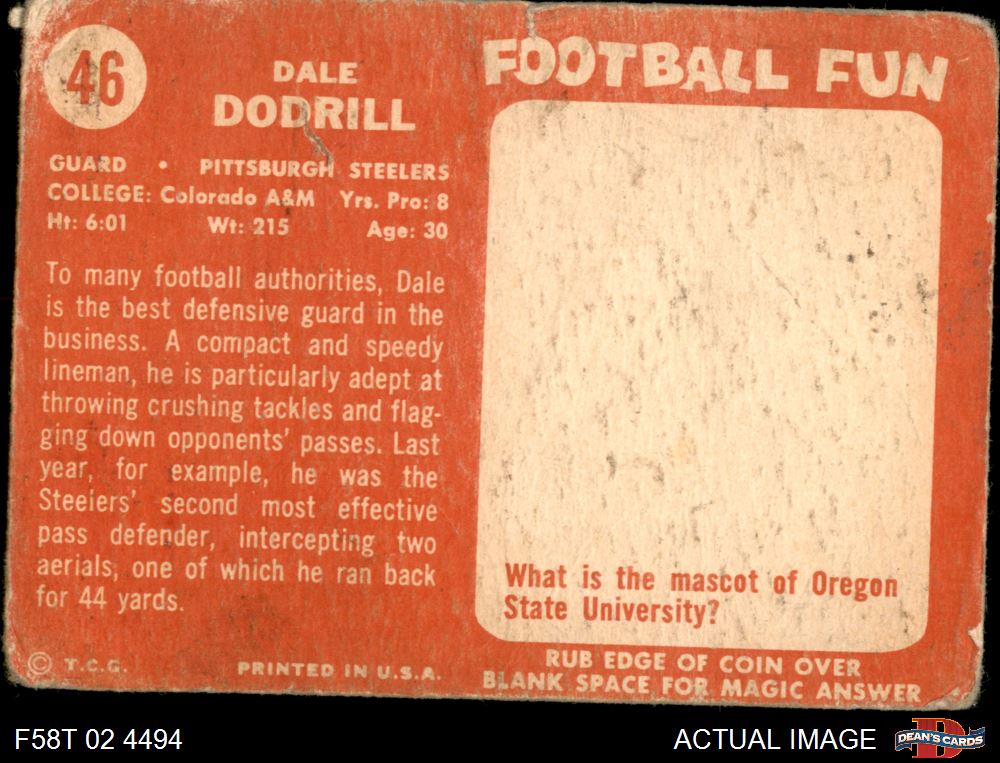 46
DALE
DODRILL
GUARD • PITTSBURGH STEELERS
COLLEGE: Colorado A&M Yrs. Pro: 8
Ht: 6:01 Wt: 215 Age: 30
To many football authorities, Dale
is the best defensive guard in the
business. A compact and speedy
lineman, he is particularly adept at
throwing crushing tackles and flag-
ging down opponents' passes. Last
year, for example, he was the
Steelers' second most effective
pass defender, intercepting two
aerials, one of which he ran back
for 44 yards.
© T.C.G. PRINTED IN U.S.A.
FOOTBALL FUN
What is the mascot of Oregon
State University?
RUB EDGE OF COIN OVER
BLANK SPACE FOR MAGIC ANSWER
F58T 02 4494
ACTUAL IMAGE
DEAN'S CARDS